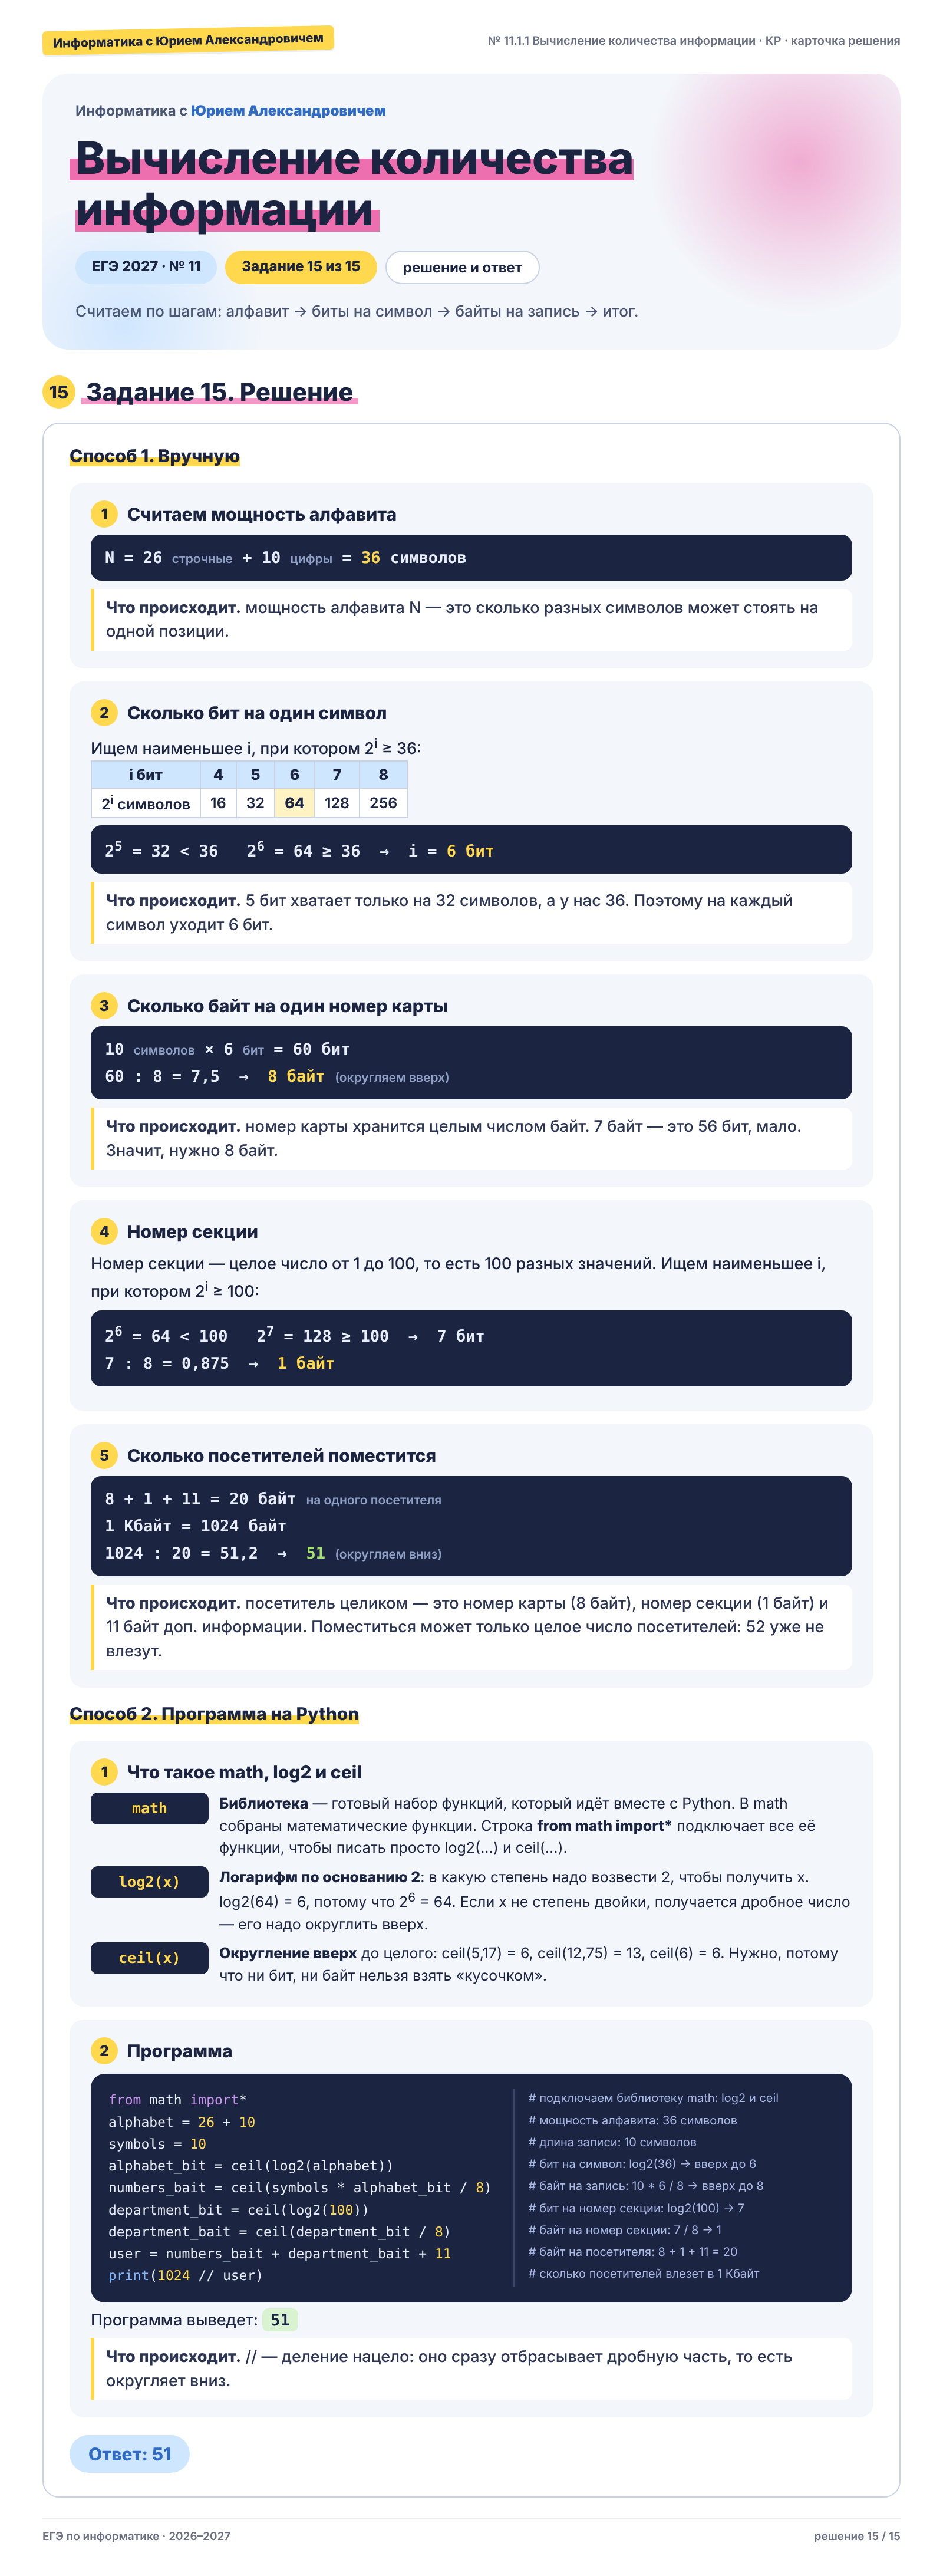 Информатика с Юрием Александровичем
№ 11.1.1 Вычисление количества информации · КР · карточка решения
Информатика с Юрием Александровичем
Вычисление количества
информации
ЕГЭ 2027 · № 11
Задание 15 из 15
решение и ответ
Считаем по шагам: алфавит → биты на символ → байты на запись → итог.
15 Задание 15. Решение
Способ 1. Вручную
1 Считаем мощность алфавита
N = 26 строчные + 10 цифры = 36 символов
Что происходит. мощность алфавита N — это сколько разных символов может стоять на
одной позиции.
2 Сколько бит на один символ
Ищем наименьшее i, при котором 2^i ≥ 36:
i бит 4 5 6 7 8
2^i символов 16 32 64 128 256
2^5 = 32 < 36 2^6 = 64 ≥ 36 → i = 6 бит
Что происходит. 5 бит хватает только на 32 символов, а у нас 36. Поэтому на каждый
символ уходит 6 бит.
3 Сколько байт на один номер карты
10 символов × 6 бит = 60 бит
60 : 8 = 7,5 → 8 байт (округляем вверх)
Что происходит. номер карты хранится целым числом байт. 7 байт — это 56 бит, мало.
Значит, нужно 8 байт.
4 Номер секции
Номер секции — целое число от 1 до 100, то есть 100 разных значений. Ищем наименьшее i,
при котором 2^i ≥ 100:
2^6 = 64 < 100 2^7 = 128 ≥ 100 → 7 бит
7 : 8 = 0,875 → 1 байт
5 Сколько посетителей поместится
8 + 1 + 11 = 20 байт на одного посетителя
1 Кбайт = 1024 байт
1024 : 20 = 51,2 → 51 (округляем вниз)
Что происходит. посетитель целиком — это номер карты (8 байт), номер секции (1 байт) и
11 байт доп. информации. Поместиться может только целое число посетителей: 52 уже не
влезут.
Способ 2. Программа на Python
1 Что такое math, log2 и ceil
math
Библиотека — готовый набор функций, который идёт вместе с Python. В math
собраны математические функции. Строка from math import* подключает все её
функции, чтобы писать просто log2(...) и ceil(...).
log2(x)
Логарифм по основанию 2: в какую степень надо возвести 2, чтобы получить x.
log2(64) = 6, потому что 2^6 = 64. Если x не степень двойки, получается дробное число
— его надо округлить вверх.
ceil(x)
Округление вверх до целого: ceil(5,17) = 6, ceil(12,75) = 13, ceil(6) = 6. Нужно, потому
что ни бит, ни байт нельзя взять «кусочком».
2 Программа
from math import* # подключаем библиотеку math: log2 и ceil
alphabet = 26 + 10 # мощность алфавита: 36 символов
symbols = 10 # длина записи: 10 символов
alphabet_bit = ceil(log2(alphabet)) # бит на символ: log2(36) → вверх до 6
numbers_bait = ceil(symbols * alphabet_bit / 8) # байт на запись: 10 * 6 / 8 → вверх до 8
department_bit = ceil(log2(100)) # бит на номер секции: log2(100) → 7
department_bait = ceil(department_bit / 8) # байт на номер секции: 7 / 8 → 1
user = numbers_bait + department_bait + 11 # байт на посетителя: 8 + 1 + 11 = 20
print(1024 // user) # сколько посетителей влезет в 1 Кбайт
Программа выведет: 51
Что происходит. // — деление нацело: оно сразу отбрасывает дробную часть, то есть
округляет вниз.
Ответ: 51
ЕГЭ по информатике · 2026–2027
решение 15 / 15